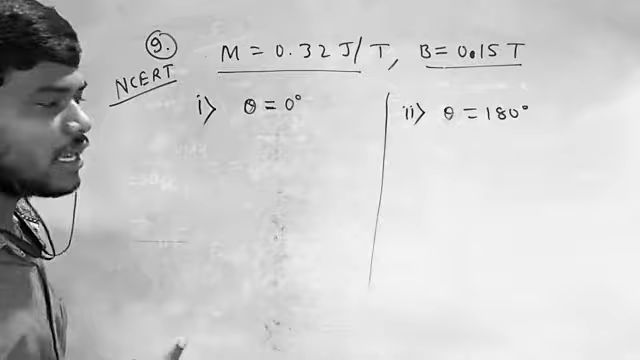 9. M = 0.32 J/T, B = 0.15 T
NCERT
i) θ = 0°
ii) θ = 180°